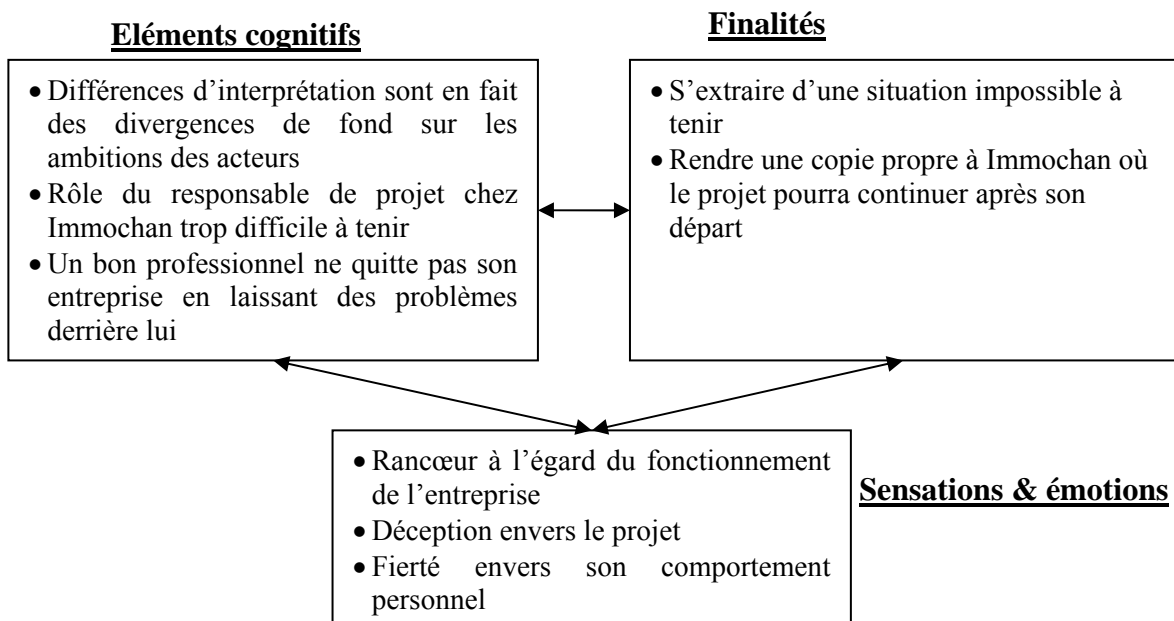 Eléments cognitifs
• Différences d’interprétation sont en fait
des divergences de fond sur les
ambitions des acteurs
• Rôle du responsable de projet chez
Immochan trop difficile à tenir
• Un bon professionnel ne quitte pas son
entreprise en laissant des problèmes
derrière lui
Finalités
• S’extraire d’une situation impossible à
tenir
• Rendre une copie propre à Immochan où
le projet pourra continuer après son
départ
• Rancœur à l’égard du fonctionnement
de l’entreprise
• Déception envers le projet
• Fierté envers son comportement
personnel
Sensations & émotions